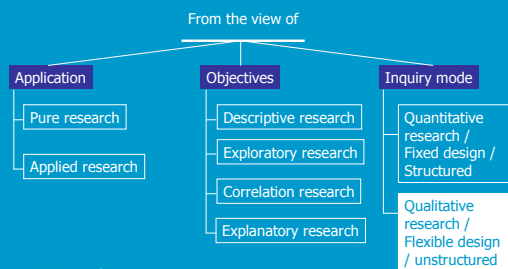 From the view of
Application
Objectives
Inquiry mode
Pure research
Applied research
Descriptive research
Exploratory research
Correlation research
Explanatory research
Quantitative
research /
Fixed design /
Structured
Qualitative
research /
Flexible design
/ unstructured